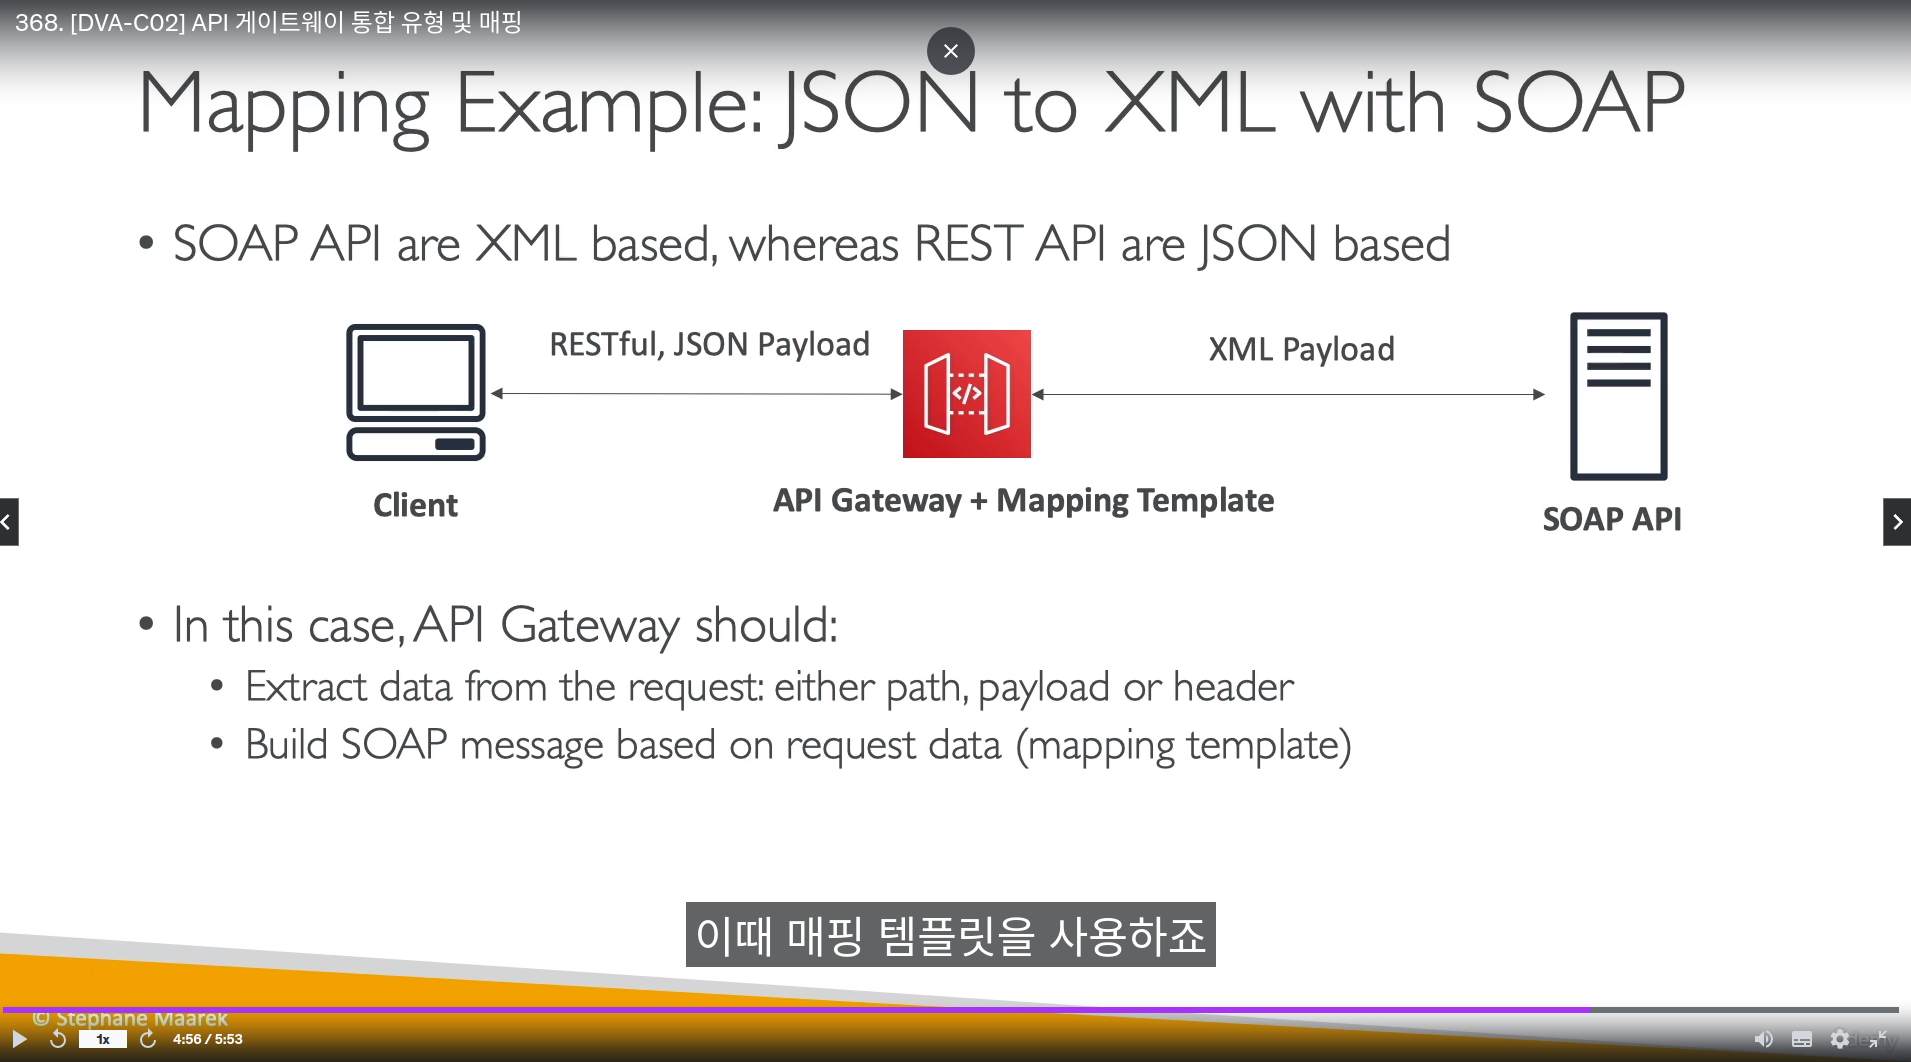 368. [DVA-C02] API 게이트웨이 통합 유형 및 매핑
Mapping Example: JSON to XML with SOAP
• SOAP API are XML based, whereas REST API are JSON based
RESTful, JSON Payload
XML Payload
</>
Client
API Gateway + Mapping Template
SOAP API
• In this case, API Gateway should:
• Extract data from the request: either path, payload or header
• Build SOAP message based on request data (mapping template)
이때 매핑 템플릿을 사용하죠
© Stephane Maarek
1x
4:56 / 5:53